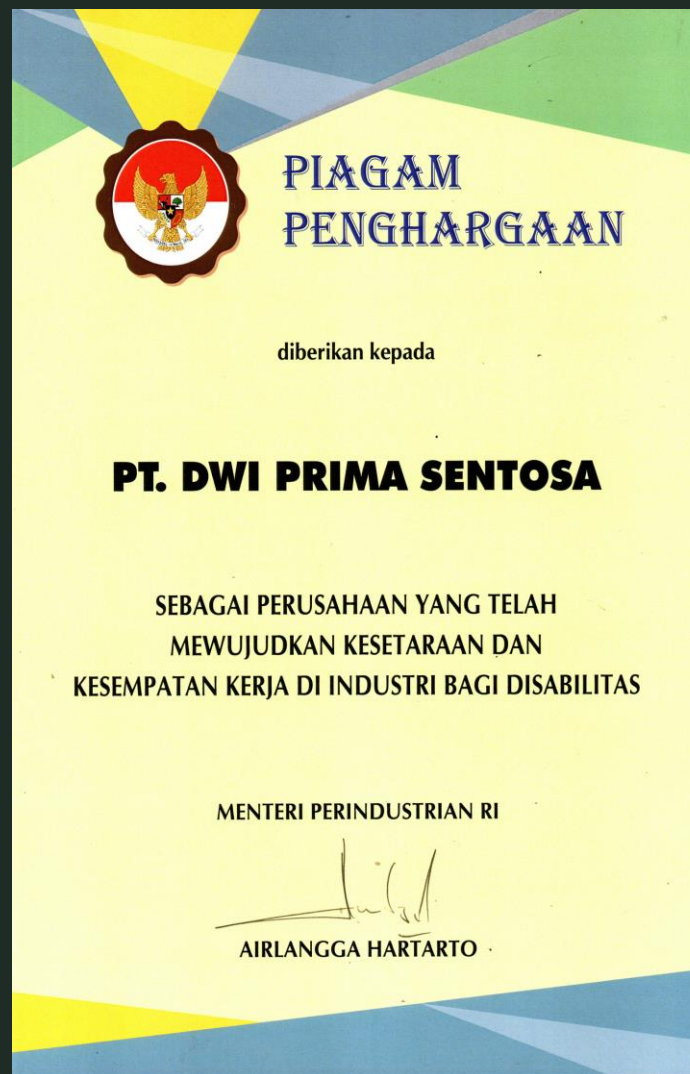 PIAGAM
PENGHARGAAN
diberikan kepada
PT. DWI PRIMA SENTOSA
SEBAGAI PERUSAHAAN YANG TELAH
MEWUJUDKAN KESETARAAN DAN
KESEMPATAN KERJA DI INDUSTRI BAGI DISABILITAS
MENTERI PERINDUSTRIAN RI
AIRLANGGA HARTARTO